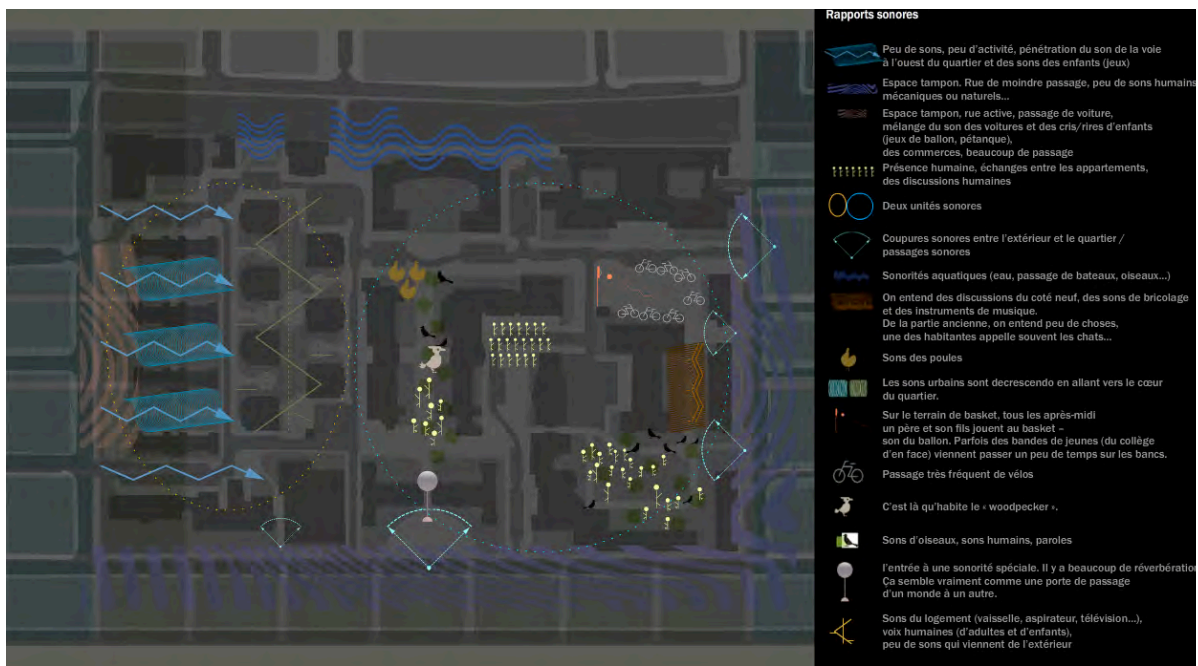 Rapports sonores
Peu de sons, peu d'activité, pénétration du son de la voie
à l'ouest du quartier et des sons des enfants (jeux)
Espace tampon. Rue de moindre passage, peu de sons humains
mécaniques ou naturels...
Espace tampon, rue active, passage de voiture,
mélange du son des voitures et des cris/rires d'enfants
(jeux de ballon, pétanque),
des commerces, beaucoup de passage
Présence humaine, échanges entre les appartements,
des discussions humaines
Deux unités sonores
Coupures sonores entre l'extérieur et le quartier /
passages sonores
Sonorités aquatiques (eau, passage de bateaux, oiseaux...)
On entend des discussions du coté neuf, des sons de bricolage
et des instruments de musique.
De la partie ancienne, on entend peu de choses,
une des habitantes appelle souvent les chats...
Sons des poules
Les sons urbains sont decrescendo en allant vers le cœur
du quartier.
Sur le terrain de basket, tous les après-midi
un père et son fils jouent au basket –
son du ballon. Parfois des bandes de jeunes (du collège
d'en face) viennent passer un peu de temps sur les bancs.
Passage très fréquent de vélos
C'est là qu'habite le « woodpecker ».
Sons d'oiseaux, sons humains, paroles
l'entrée à une sonorité spéciale. Il y a beaucoup de réverbération
Ça semble vraiment comme une porte de passage
d'un monde à un autre.
Sons du logement (vaisselle, aspirateur, télévision...),
voix humaines (d'adultes et d'enfants),
peu de sons qui viennent de l'extérieur